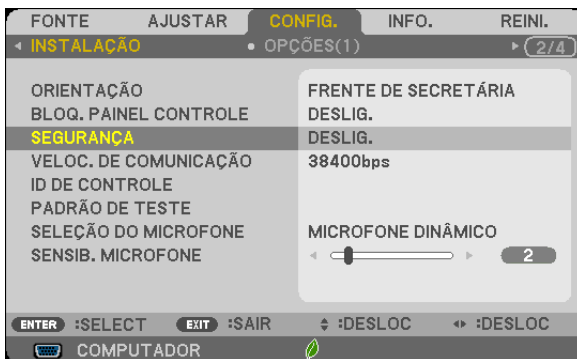 FONTE AJUSTAR CONFIG. INFO. REINI.
INSTALAÇÃO • OPÇÕES(1) 2/4
ORIENTAÇÃO FRENTE DE SECRETÁRIA
BLOQ. PAINEL CONTROLE DESLIG.
SEGURANÇA DESLIG.
VELOC. DE COMUNICAÇÃO 38400bps
ID DE CONTROLE
PADRÃO DE TESTE
SELEÇÃO DO MICROFONE MICROFONE DINÂMICO
SENSIB. MICROFONE 2
ENTER :SELECT EXIT :SAIR :DESLOC :DESLOC
COMPUTADOR